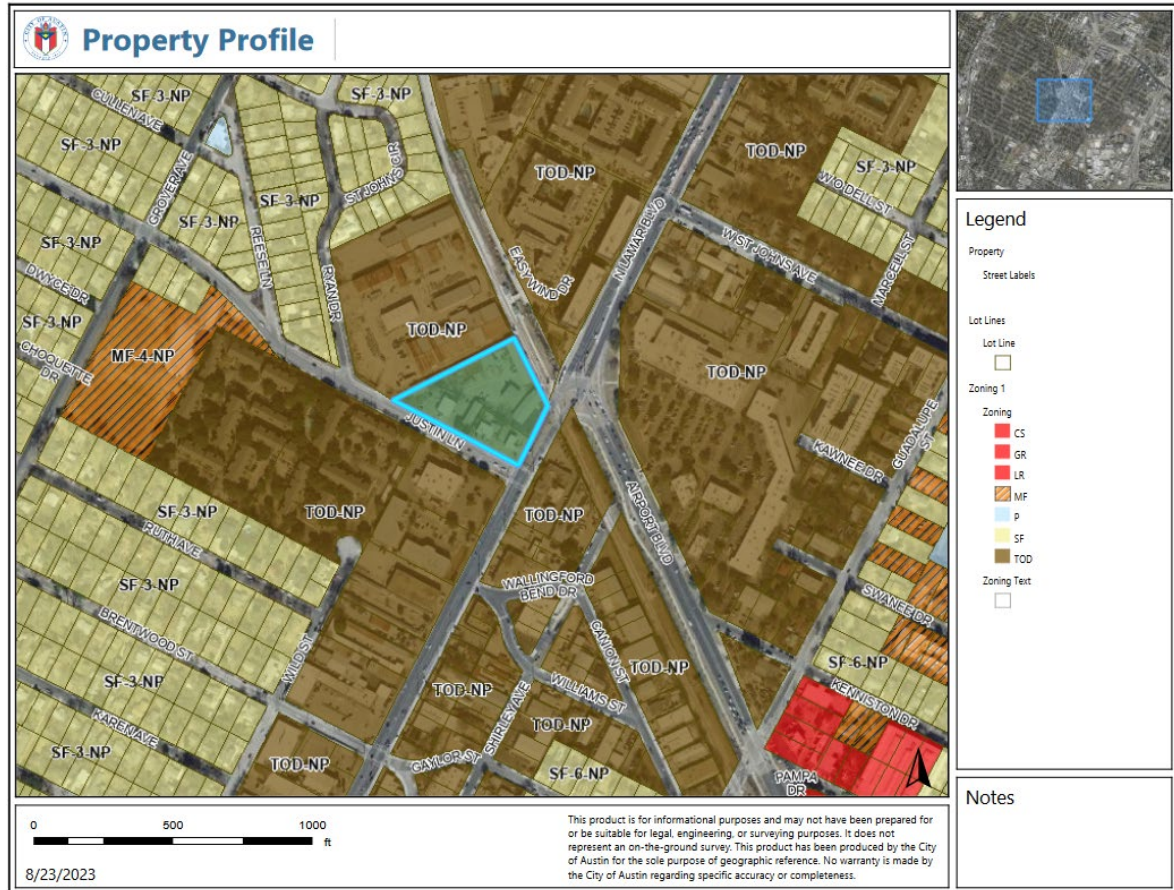 Property Profile
CITY OF AUSTIN
CULLEN AVE
SF-3-NP
SF-3-NP
SF-3-NP
GROVER AVE
SF-3-NP
SF-3-NP
ST JOHNS CIR
TOD-NP
TOD-NP
SF-3-NP
W O DELL ST
SF-3-NP
REESE LN
RYAN DR
EASY WIND DR
N LAMAR BLVD
W ST JOHNS AVE
MARCELL ST
DWYCE DR
SF-3-NP
CHOQUETTE DR
MF-4-NP
TOD-NP
JUSTIN LN
TOD-NP
GUADALUPE ST
KAWNEE DR
SF-3-NP
TOD-NP
TOD-NP
AIRPORT BLVD
RUTH AVE
SF-3-NP
WALLINGFORD BEND DR
CANION ST
SWANEE DR
BRENTWOOD ST
WILD ST
TOD-NP
SF-6-NP
SF-3-NP
TOD-NP
WILLIAMS ST
KENNISTON DR
KAREN AVE
SHIRLEY AVE
TOD-NP
SF-3-NP
TOD-NP
GAYLOR ST
SF-6-NP
PAMPA DR
Legend
Property
Street Labels
Lot Lines
Lot Line
Zoning 1
Zoning
CS
GR
LR
MF
P
SF
TOD
Zoning Text
Notes
0 500 1000
ft
8/23/2023
This product is for informational purposes and may not have been prepared for
or be suitable for legal, engineering, or surveying purposes. It does not
represent an on-the-ground survey. This product has been produced by the City
of Austin for the sole purpose of geographic reference. No warranty is made by
the City of Austin regarding specific accuracy or completeness.